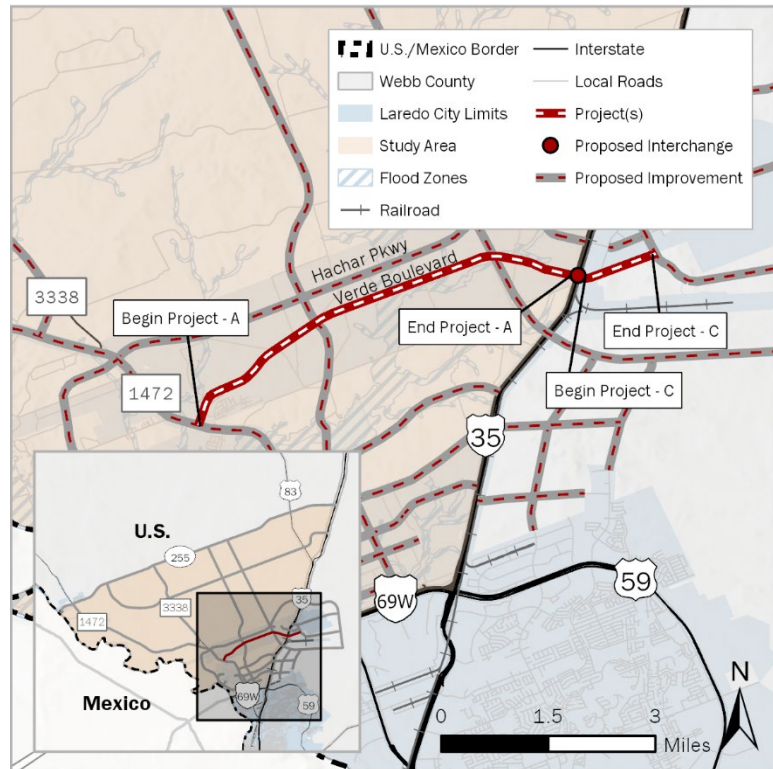 U.S./Mexico Border
Interstate
Webb County
Local Roads
Laredo City Limits
Project(s)
Study Area
Proposed Interchange
Flood Zones
Proposed Improvement
Railroad
Hachar Pkwy
Verde Boulevard
3338
Begin Project - A
End Project - A
End Project - C
1472
Begin Project - C
35
83
U.S.
255
59
69W
1472
3338
35
Mexico
69W
59
N
0 1.5 3
Miles